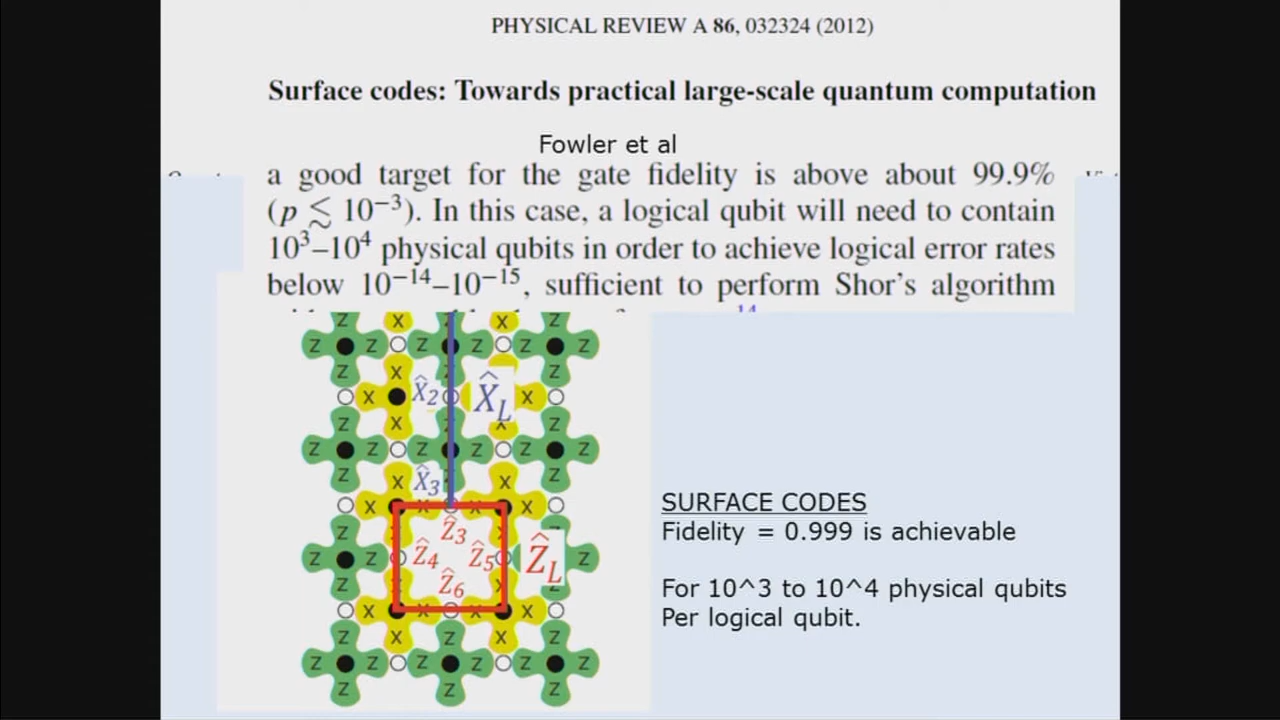 PHYSICAL REVIEW A 86, 032324 (2012)
Surface codes: Towards practical large-scale quantum computation
Fowler et al
a good target for the gate fidelity is above about 99.9%
(p ≲ 10⁻³). In this case, a logical qubit will need to contain
10³–10⁴ physical qubits in order to achieve logical error rates
below 10⁻¹⁴–10⁻¹⁵, sufficient to perform Shor's algorithm
Z X X Z
Z Z Z Z Z Z
Z X Z
X̂₂ X̂_L X
Z X X Z
Z Z Z Z Z Z
Z X X̂₃ X Z
X X X X
Z Ẑ₃ X
Z Z Ẑ₄ Ẑ₅ Ẑ_L Z
Z Ẑ₆ X Z
X X X X
Z X Z X Z
Z Z Z Z Z Z
Z Z Z
SURFACE CODES
Fidelity = 0.999 is achievable
For 10^3 to 10^4 physical qubits
Per logical qubit.